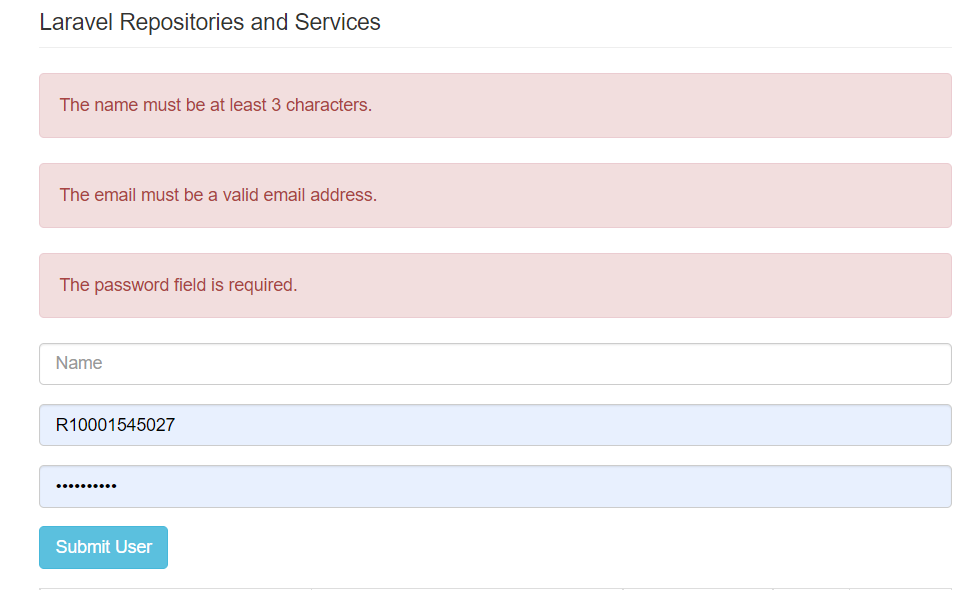 Laravel Repositories and Services
The name must be at least 3 characters.
The email must be a valid email address.
The password field is required.
Name
R10001545027
••••••••••
Submit User